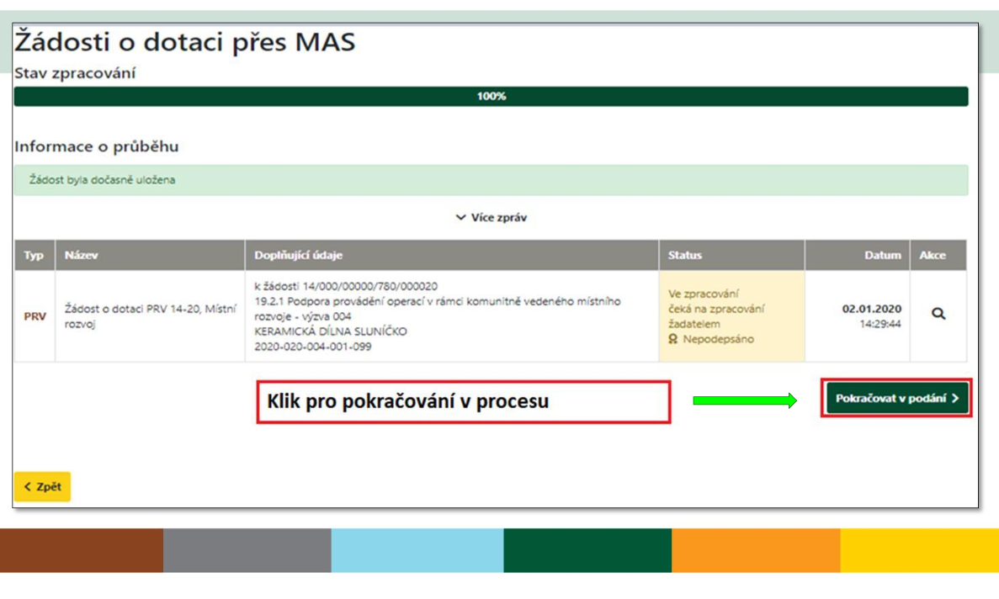 Žádosti o dotaci přes MAS
Stav zpracování
100%
Informace o průběhu
Žádost byla dočasně uložena
Více zpráv
Typ Název Doplňující údaje Status Datum Akce
PRV
Žádost o dotaci PRV 14-20, Místní
rozvoj
k žádosti 14/000/00000/780/000020
19.2.1 Podpora provádění operací v rámci komunitně vedeného místního
rozvoje - výzva 004
KERAMICKÁ DÍLNA SLUNÍČKO
2020-020-004-001-099
Ve zpracování
čeká na zpracování
žadatelem
Nepodepsáno
02.01.2020
14:29:44
Klik pro pokračování v procesu
Pokračovat v podání >
< Zpět